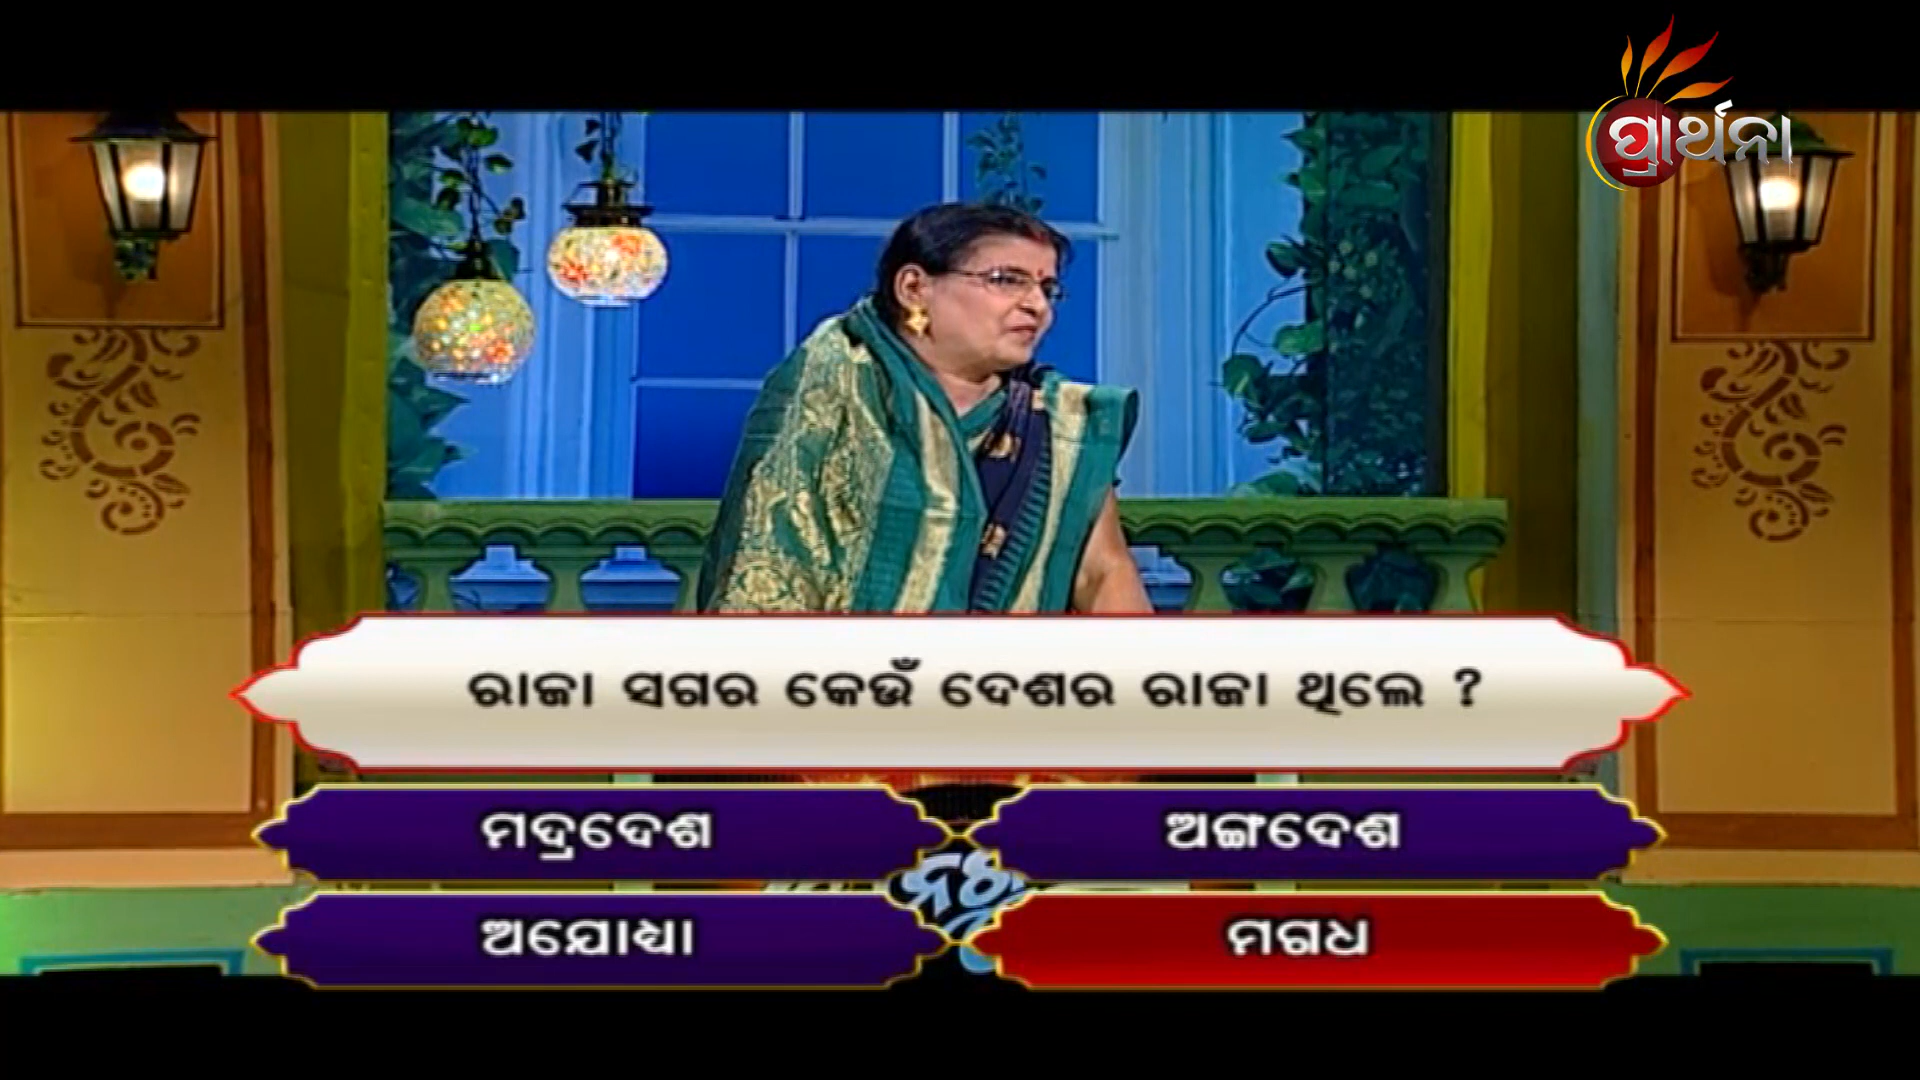 ପ୍ରାର୍ଥନା
ରାଜା ସଗର କେଉଁ ଦେଶର ରାଜା ଥିଲେ ?
ମଦ୍ରଦେଶ
ଅଙ୍ଗଦେଶ
ଅଯୋଧ୍ୟା
ମଗଧ